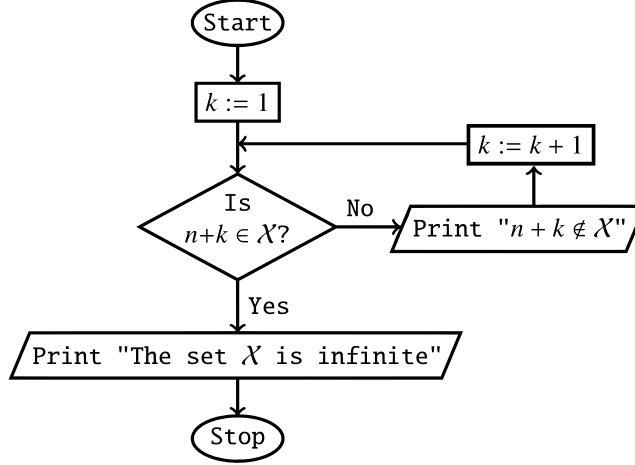 Start
k := 1
k := k + 1
Is
n+k ∈ 𝒳?
No
Print "n + k ∉ 𝒳"
Yes
Print "The set 𝒳 is infinite"
Stop